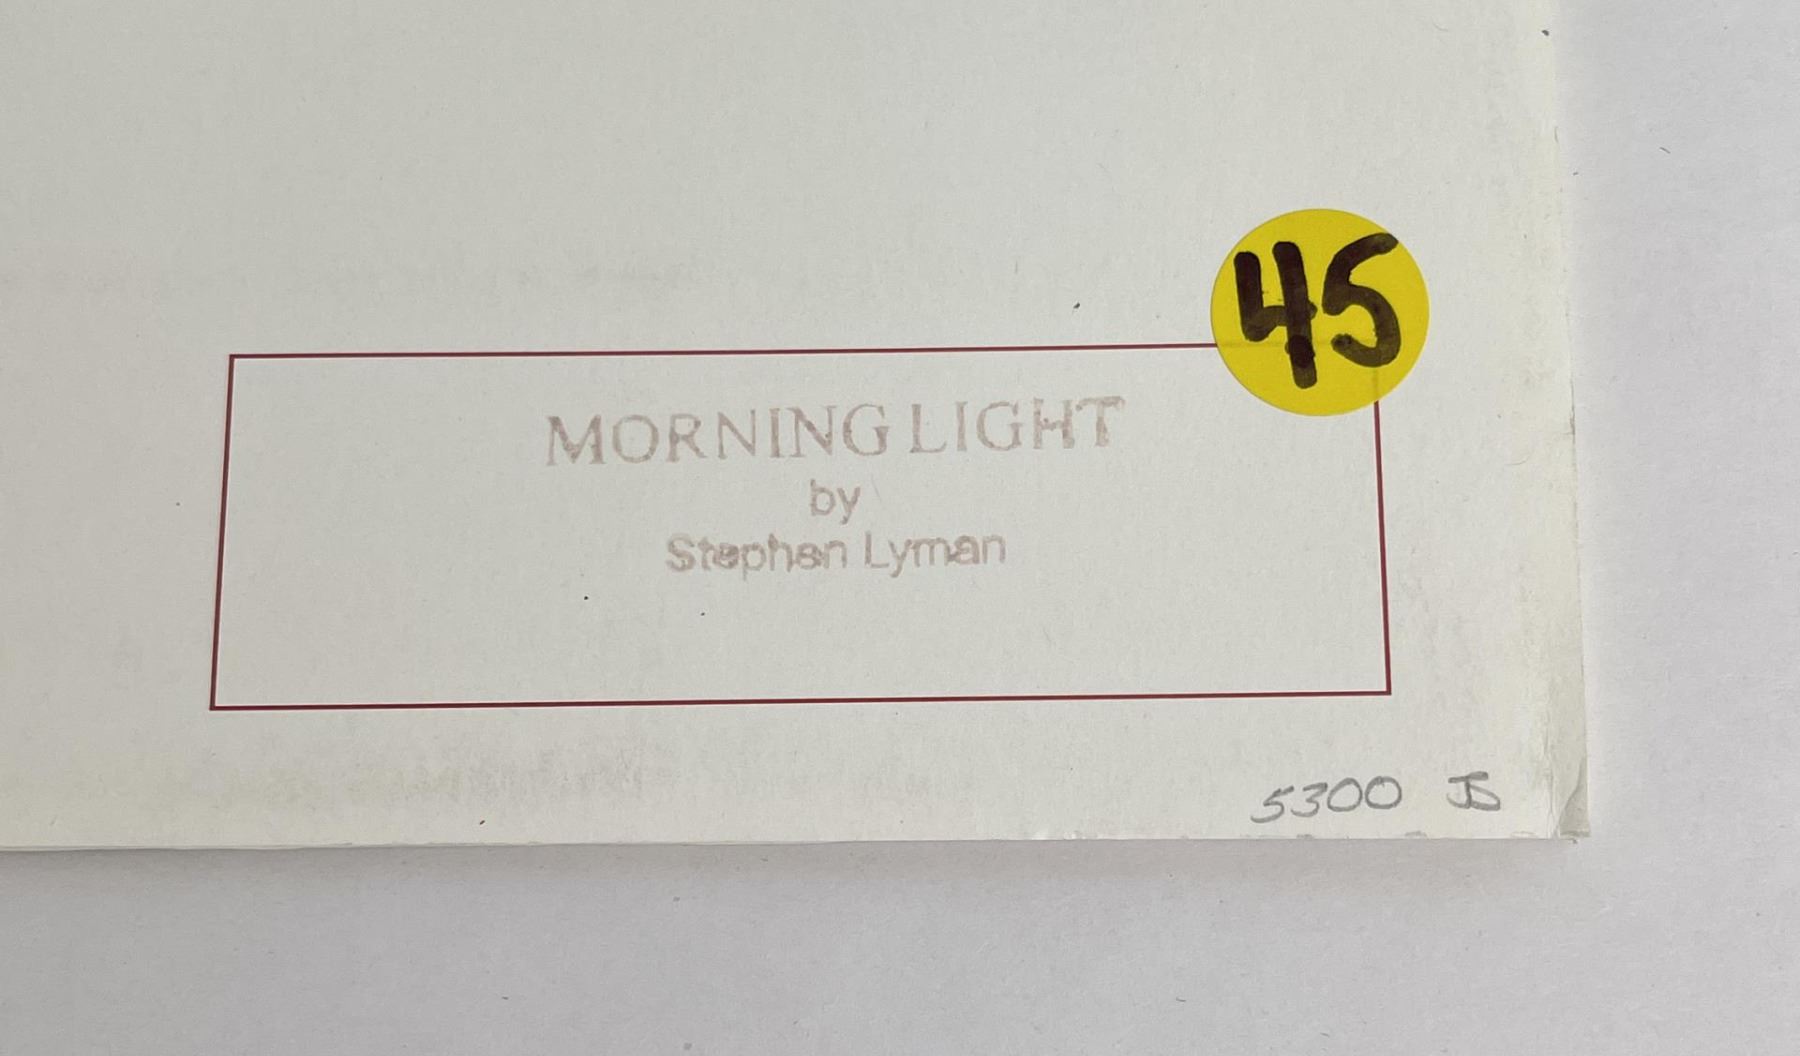 45
MORNING LIGHT
by
Stephen Lyman
5300 JS